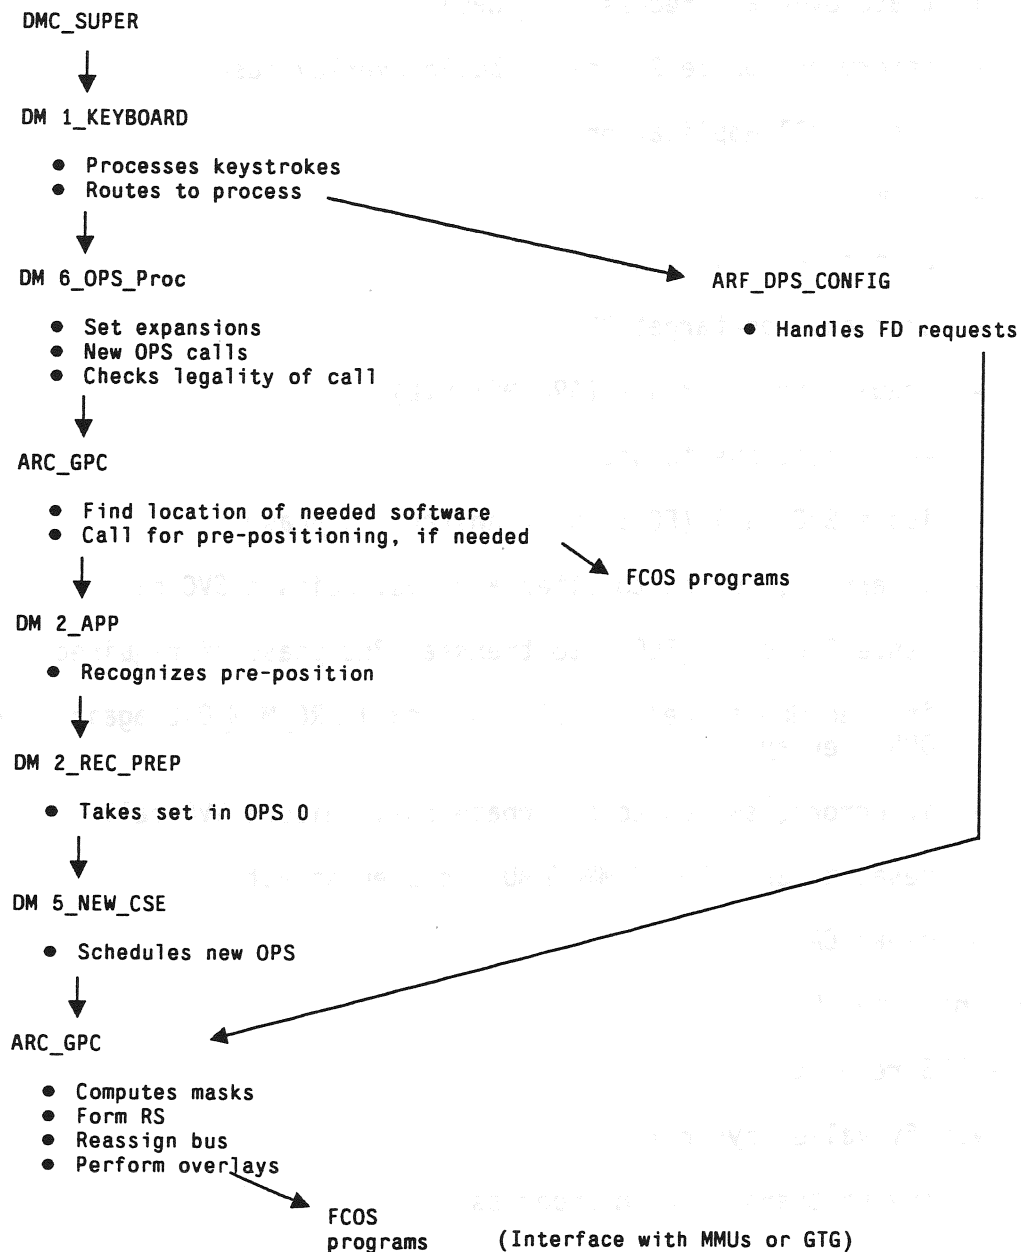 DMC_SUPER
DM 1_KEYBOARD
● Processes keystrokes
● Routes to process
DM 6_OPS_Proc
ARF_DPS_CONFIG
● Set expansions
● New OPS calls
● Checks legality of call
● Handles FD requests
ARC_GPC
● Find location of needed software
● Call for pre-positioning, if needed
FCOS programs
DM 2_APP
● Recognizes pre-position
DM 2_REC_PREP
● Takes set in OPS 0
DM 5_NEW_CSE
● Schedules new OPS
ARC_GPC
● Computes masks
● Form RS
● Reassign bus
● Perform overlays
FCOS
programs (Interface with MMUs or GTG)